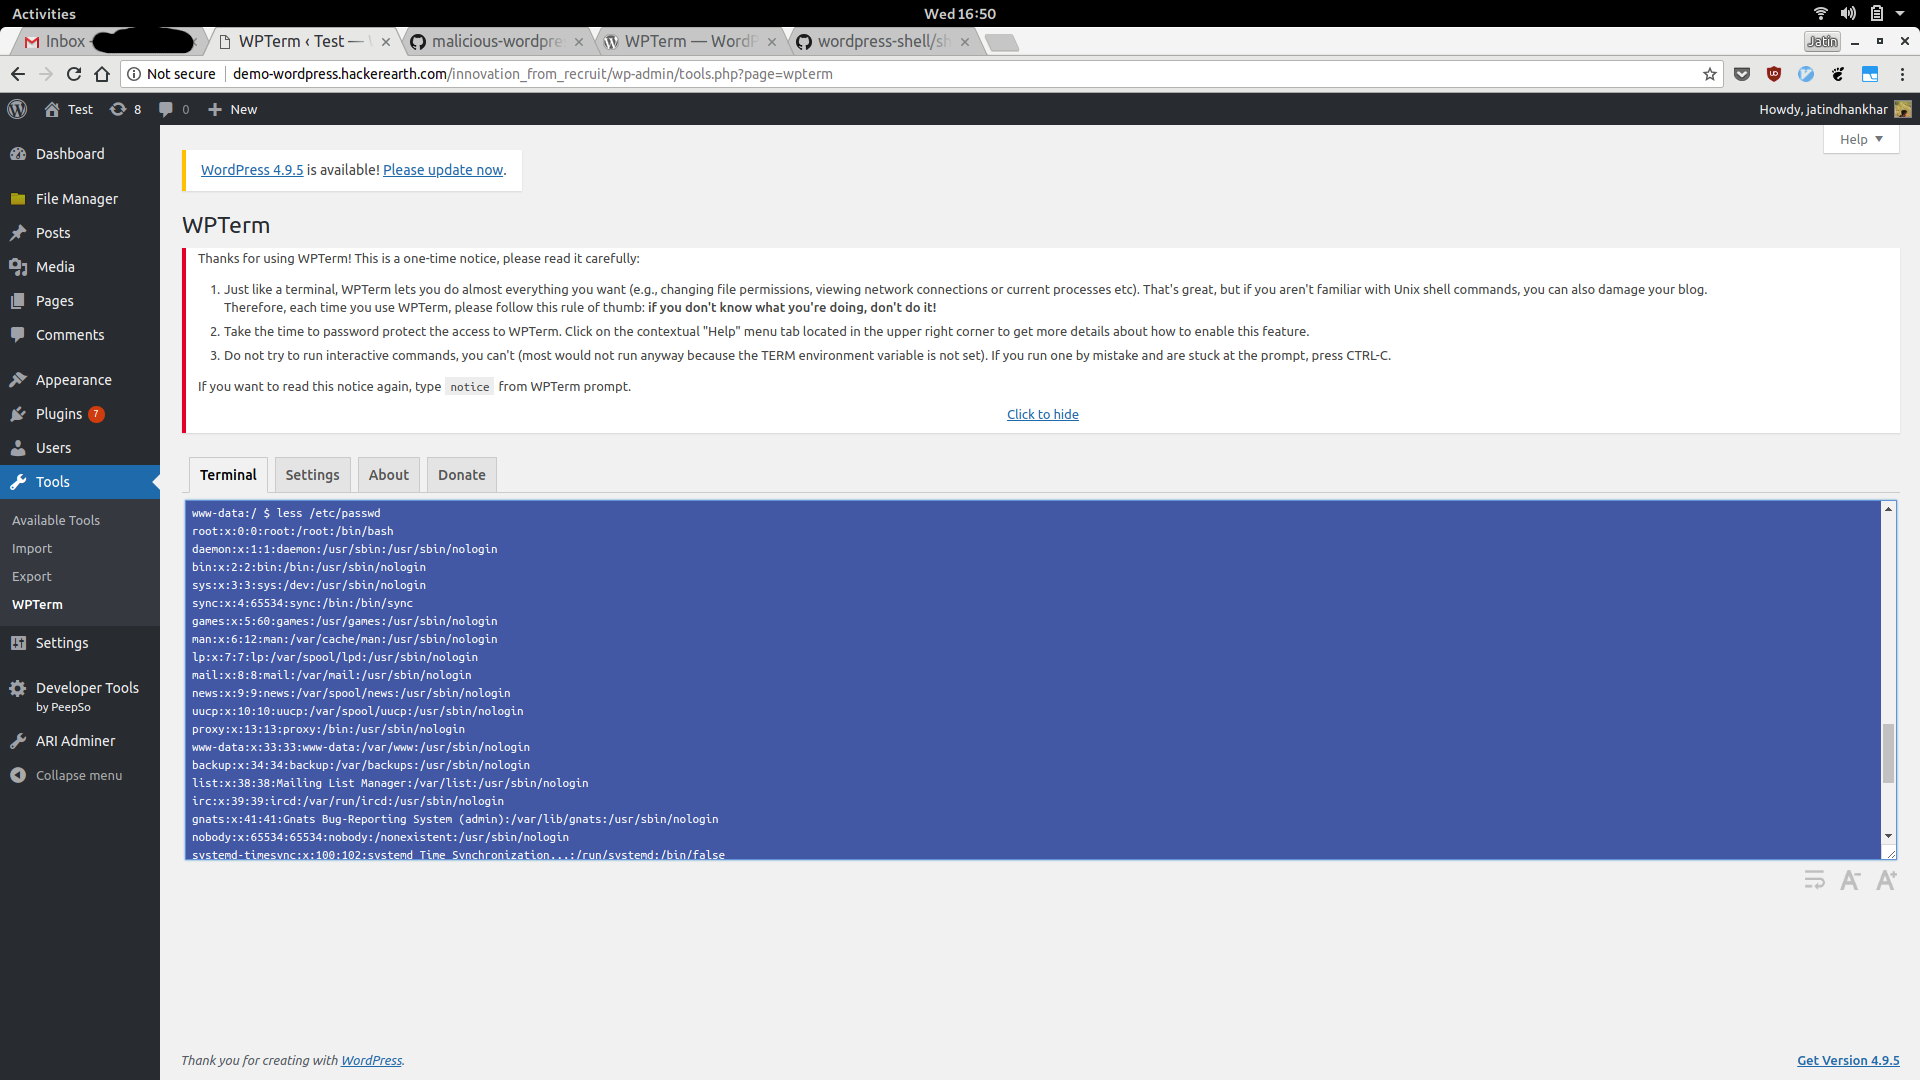 Activities
Wed 16:50
Inbox -
WPTerm ‹ Test —
malicious-wordpre
WPTerm — WordP
wordpress-shell/sh
Jatin
Not secure
demo-wordpress.hackerearth.com/innovation_from_recruit/wp-admin/tools.php?page=wpterm
Test
8
0
New
Howdy, jatindhankhar
Help
Dashboard
File Manager
Posts
Media
Pages
Comments
Appearance
Plugins 7
Users
Tools
Available Tools
Import
Export
WPTerm
Settings
Developer Tools
by PeepSo
ARI Adminer
Collapse menu
WordPress 4.9.5 is available! Please update now.
WPTerm
Thanks for using WPTerm! This is a one-time notice, please read it carefully:
1. Just like a terminal, WPTerm lets you do almost everything you want (e.g., changing file permissions, viewing network connections or current processes etc). That's great, but if you aren't familiar with Unix shell commands, you can also damage your blog.
Therefore, each time you use WPTerm, please follow this rule of thumb: if you don't know what you're doing, don't do it!
2. Take the time to password protect the access to WPTerm. Click on the contextual "Help" menu tab located in the upper right corner to get more details about how to enable this feature.
3. Do not try to run interactive commands, you can't (most would not run anyway because the TERM environment variable is not set). If you run one by mistake and are stuck at the prompt, press CTRL-C.
If you want to read this notice again, type notice from WPTerm prompt.
Click to hide
Terminal
Settings
About
Donate
www-data:/ $ less /etc/passwd
root:x:0:0:root:/root:/bin/bash
daemon:x:1:1:daemon:/usr/sbin:/usr/sbin/nologin
bin:x:2:2:bin:/bin:/usr/sbin/nologin
sys:x:3:3:sys:/dev:/usr/sbin/nologin
sync:x:4:65534:sync:/bin:/bin/sync
games:x:5:60:games:/usr/games:/usr/sbin/nologin
man:x:6:12:man:/var/cache/man:/usr/sbin/nologin
lp:x:7:7:lp:/var/spool/lpd:/usr/sbin/nologin
mail:x:8:8:mail:/var/mail:/usr/sbin/nologin
news:x:9:9:news:/var/spool/news:/usr/sbin/nologin
uucp:x:10:10:uucp:/var/spool/uucp:/usr/sbin/nologin
proxy:x:13:13:proxy:/bin:/usr/sbin/nologin
www-data:x:33:33:www-data:/var/www:/usr/sbin/nologin
backup:x:34:34:backup:/var/backups:/usr/sbin/nologin
list:x:38:38:Mailing List Manager:/var/list:/usr/sbin/nologin
irc:x:39:39:ircd:/var/run/ircd:/usr/sbin/nologin
gnats:x:41:41:Gnats Bug-Reporting System (admin):/var/lib/gnats:/usr/sbin/nologin
nobody:x:65534:65534:nobody:/nonexistent:/usr/sbin/nologin
systemd-timesync:x:100:102:systemd Time Synchronization...:/run/systemd:/bin/false
A- A+
Thank you for creating with WordPress.
Get Version 4.9.5